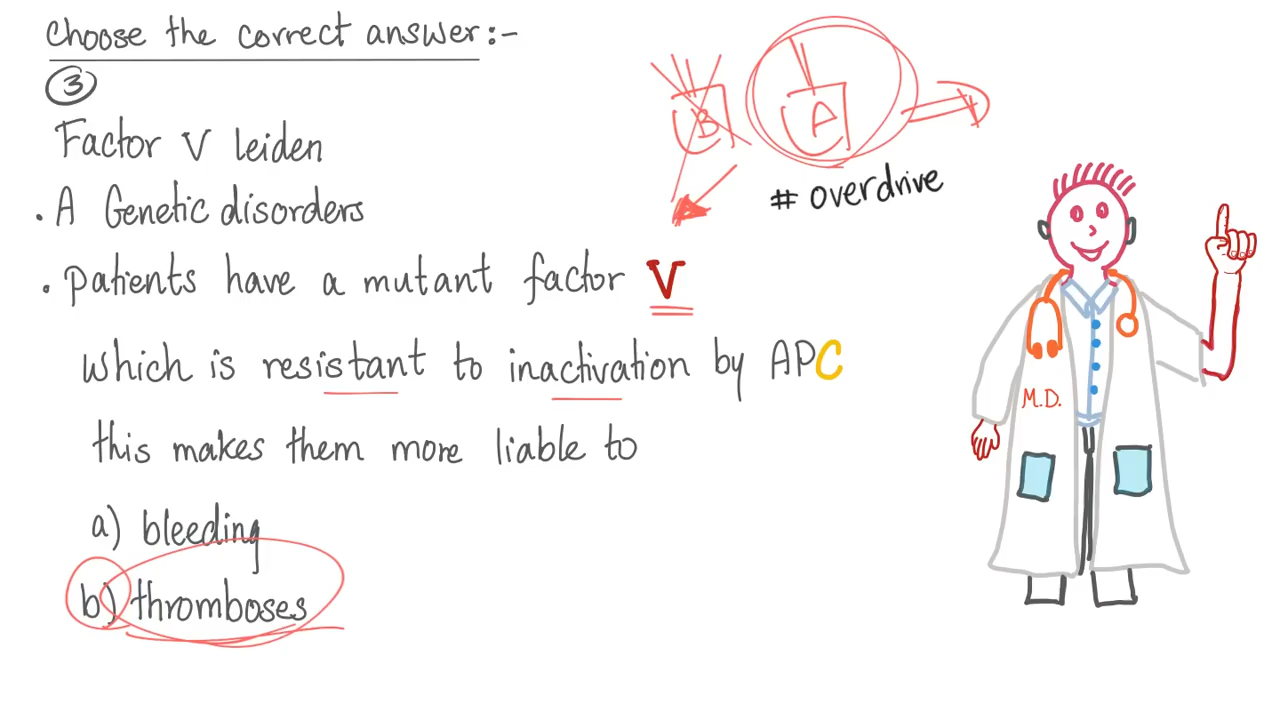 Choose the correct answer:-
3
Factor V leiden
. A Genetic disorders
. Patients have a mutant factor V
which is resistant to inactivation by APC
this makes them more liable to
a) bleeding
b) thromboses
B A
# overdrive
M.D.